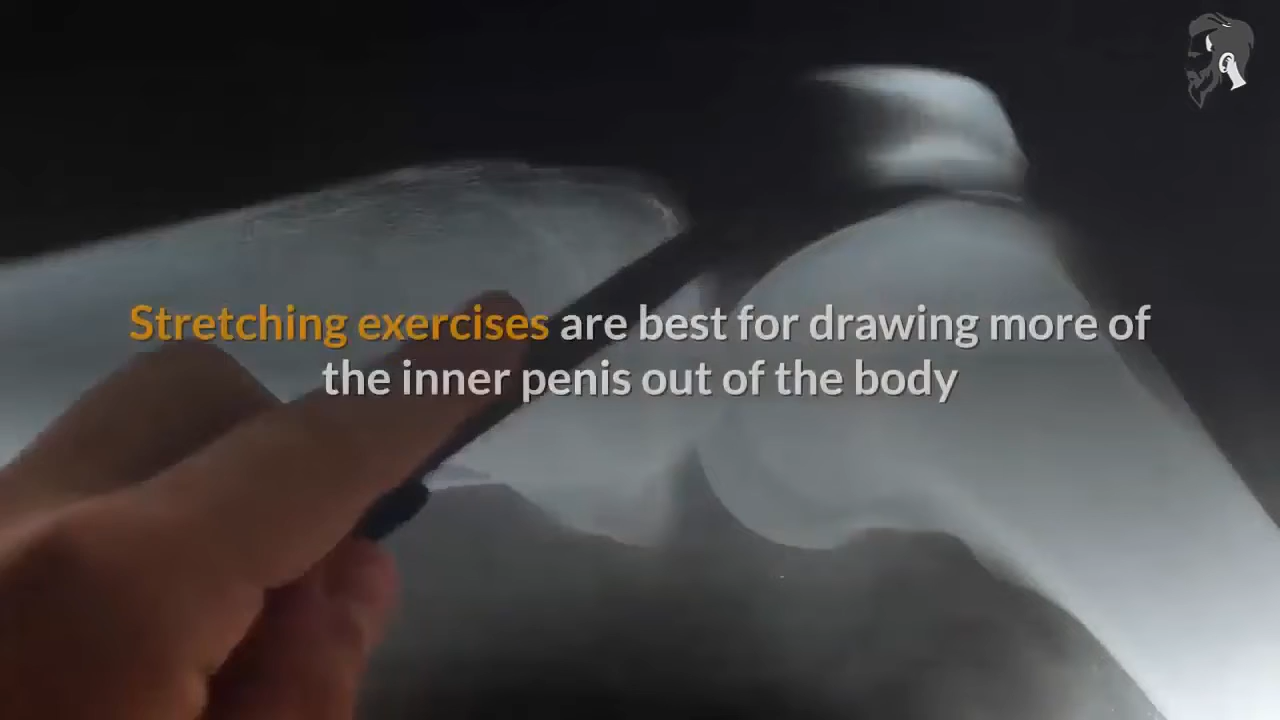 Stretching exercises are best for drawing more of
the inner penis out of the body